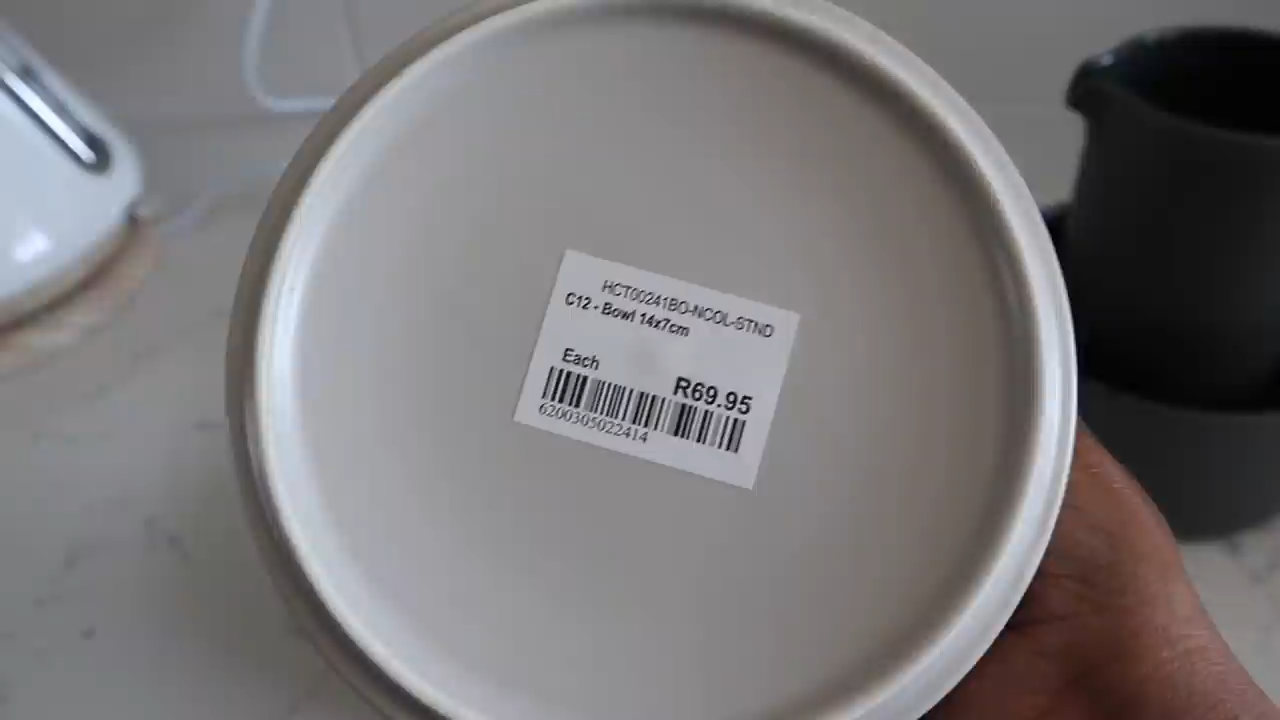 HCT00241BO-NCOL-STND
C12 - Bowl 14x7cm
Each
R69.95
6200305022414